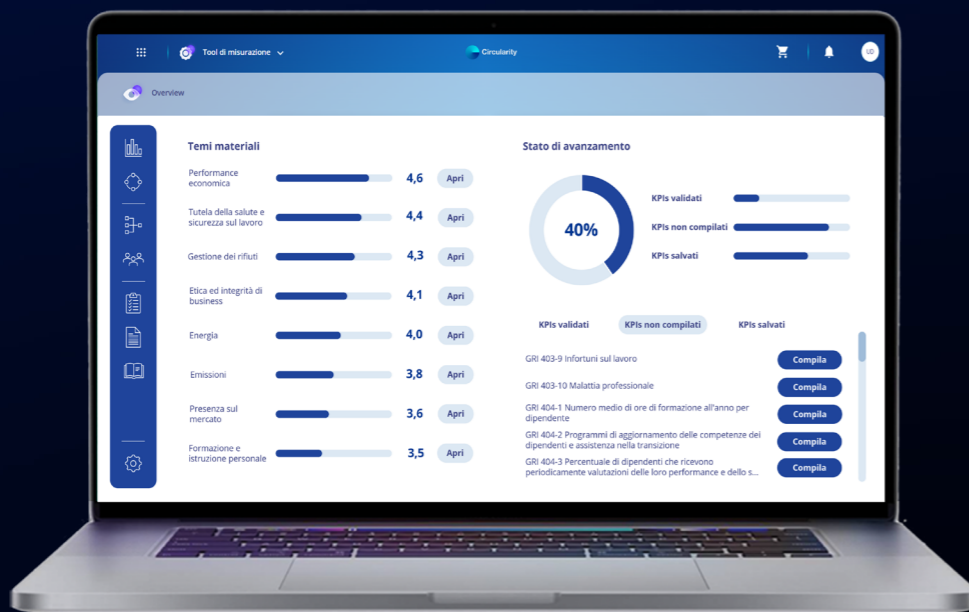 Tool di misurazione
Circularity
UD
Overview
Temi materiali
Performance
economica
4,6
Apri
Tutela della salute e
sicurezza sul lavoro
4,4
Apri
Gestione dei rifiuti
4,3
Apri
Etica ed integrità di
business
4,1
Apri
Energia
4,0
Apri
Emissioni
3,8
Apri
Presenza sul
mercato
3,6
Apri
Formazione e
istruzione personale
3,5
Apri
Stato di avanzamento
40%
KPIs validati
KPIs non compilati
KPIs salvati
KPIs validati
KPIs non compilati
KPIs salvati
GRI 403-9 Infortuni sul lavoro
Compila
GRI 403-10 Malattia professionale
Compila
GRI 404-1 Numero medio di ore di formazione all'anno per
dipendente
Compila
GRI 404-2 Programmi di aggiornamento delle competenze dei
dipendenti e assistenza nella transizione
Compila
GRI 404-3 Percentuale di dipendenti che ricevono
periodicamente valutazioni delle loro performance e dello s...
Compila